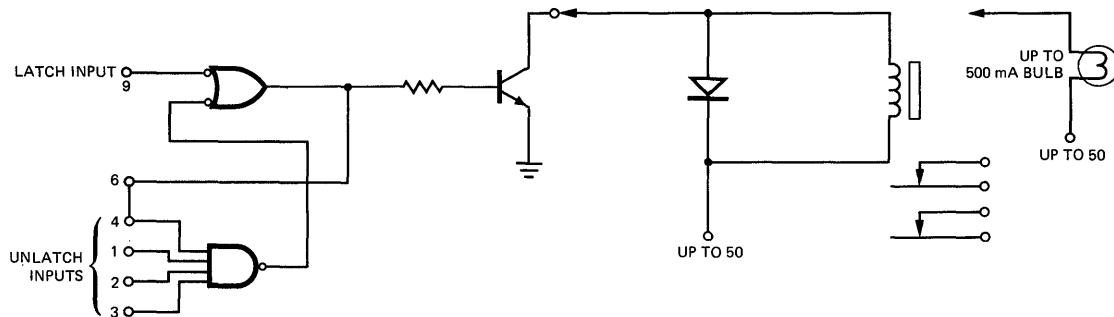 LATCH INPUT
9
6
4
1
2
3
UNLATCH
INPUTS
UP TO 50
UP TO
500 mA BULB
UP TO 50